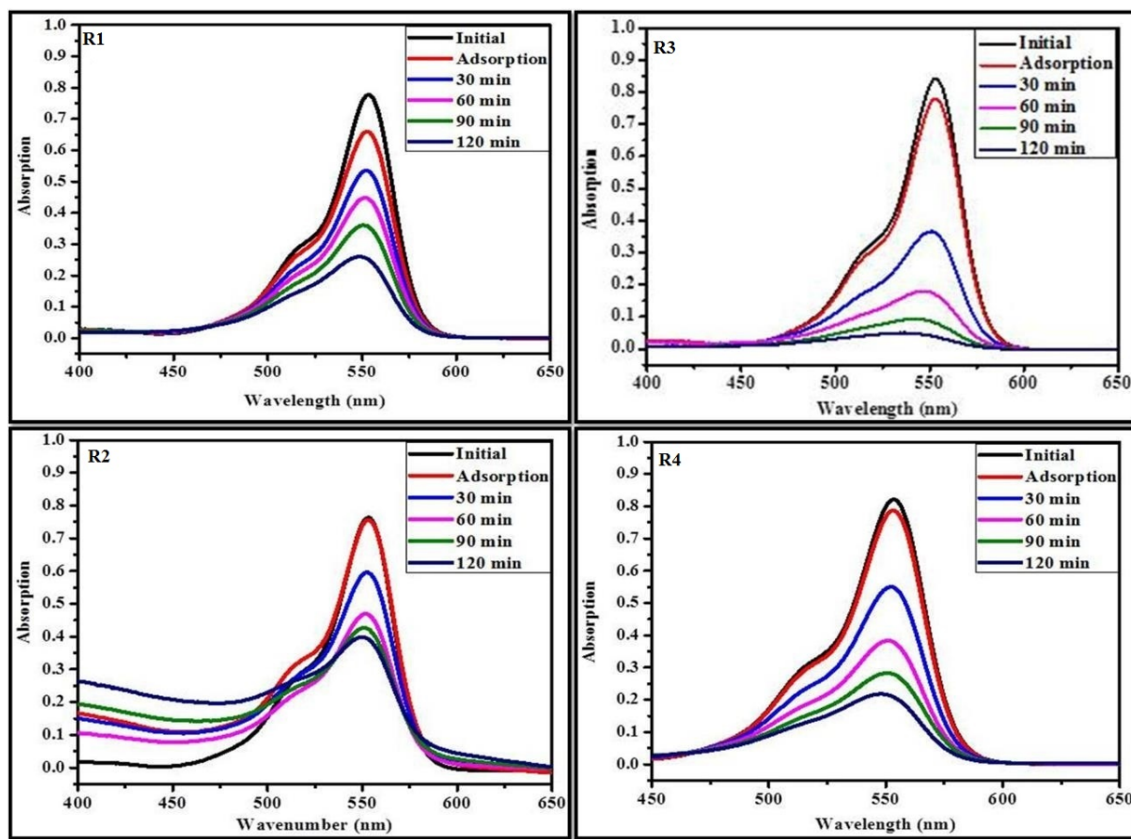 R1
Initial
Adsorption
30 min
60 min
90 min
120 min
1.0
0.9
0.8
0.7
0.6
0.5
0.4
0.3
0.2
0.1
0.0
Absorption
400 450 500 550 600 650
Wavelength (nm)
R3
Initial
Adsorption
30 min
60 min
90 min
120 min
1.0
0.9
0.8
0.7
0.6
0.5
0.4
0.3
0.2
0.1
0.0
Absorption
400 450 500 550 600 650
Wavelength (nm)
R2
Initial
Adsorption
30 min
60 min
90 min
120 min
1.0
0.9
0.8
0.7
0.6
0.5
0.4
0.3
0.2
0.1
0.0
Absorption
400 450 500 550 600 650
Wavenumber (nm)
R4
Initial
Adsorption
30 min
60 min
90 min
120 min
1.0
0.9
0.8
0.7
0.6
0.5
0.4
0.3
0.2
0.1
0.0
Absorption
450 500 550 600 650
Wavelength (nm)